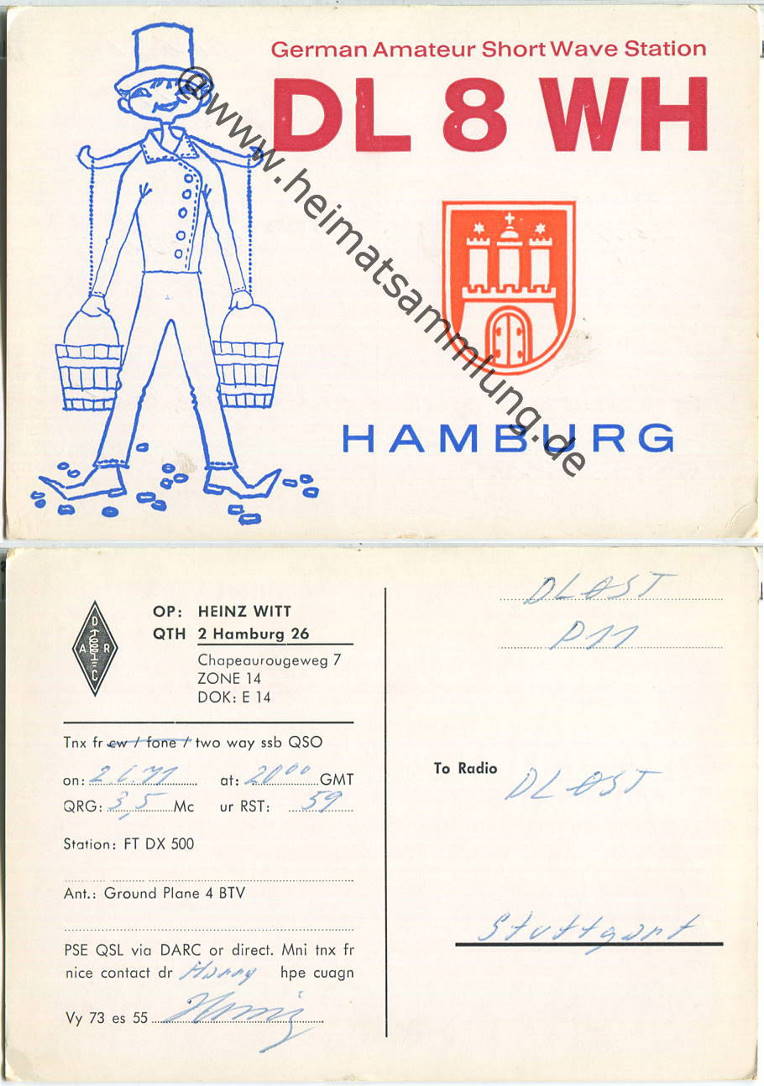 German Amateur Short Wave Station
DL 8 WH
@www.heimatsammlung.de
HAMBURG
D
A R
C
OP: HEINZ WITT
QTH 2 Hamburg 26
Chapeaurougeweg 7
ZONE 14
DOK: E 14
Tnx fr cw / fone / two way ssb QSO
on: 2.6.71 at: 20⁰⁰ GMT
QRG: 3,5 Mc ur RST: 59
Station: FT DX 500
Ant.: Ground Plane 4 BTV
PSE QSL via DARC or direct. Mni tnx fr
nice contact dr Harry hpe cuagn
Vy 73 es 55 Heinz
DLØST
P11
To Radio DLØST
Stuttgart